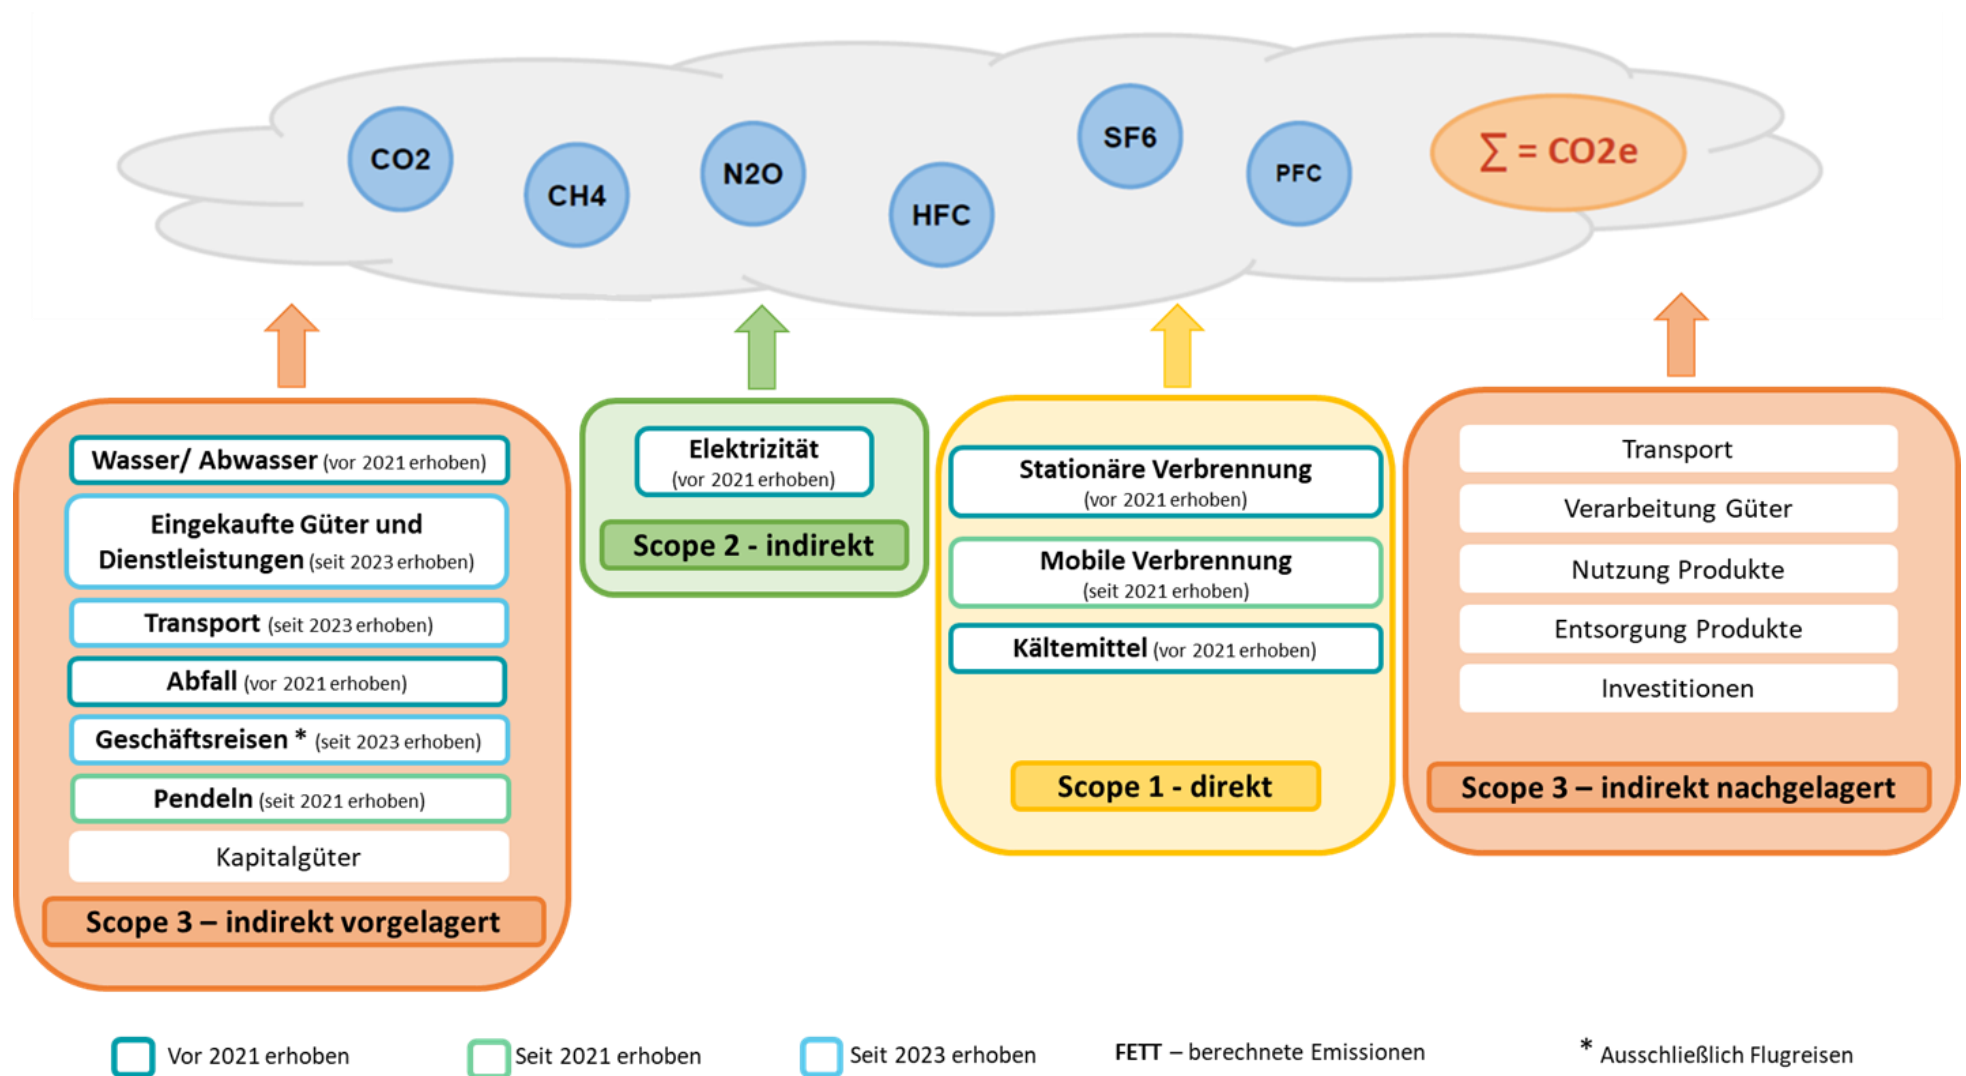 CO2
CH4
N2O
HFC
SF6
PFC
∑ = CO2e
Wasser/ Abwasser (vor 2021 erhoben)
Eingekaufte Güter und
Dienstleistungen (seit 2023 erhoben)
Transport (seit 2023 erhoben)
Abfall (vor 2021 erhoben)
Geschäftsreisen * (seit 2023 erhoben)
Pendeln (seit 2021 erhoben)
Kapitalgüter
Scope 3 – indirekt vorgelagert
Elektrizität
(vor 2021 erhoben)
Scope 2 - indirekt
Stationäre Verbrennung
(vor 2021 erhoben)
Mobile Verbrennung
(seit 2021 erhoben)
Kältemittel (vor 2021 erhoben)
Scope 1 - direkt
Transport
Verarbeitung Güter
Nutzung Produkte
Entsorgung Produkte
Investitionen
Scope 3 – indirekt nachgelagert
Vor 2021 erhoben
Seit 2021 erhoben
Seit 2023 erhoben
FETT – berechnete Emissionen
* Ausschließlich Flugreisen